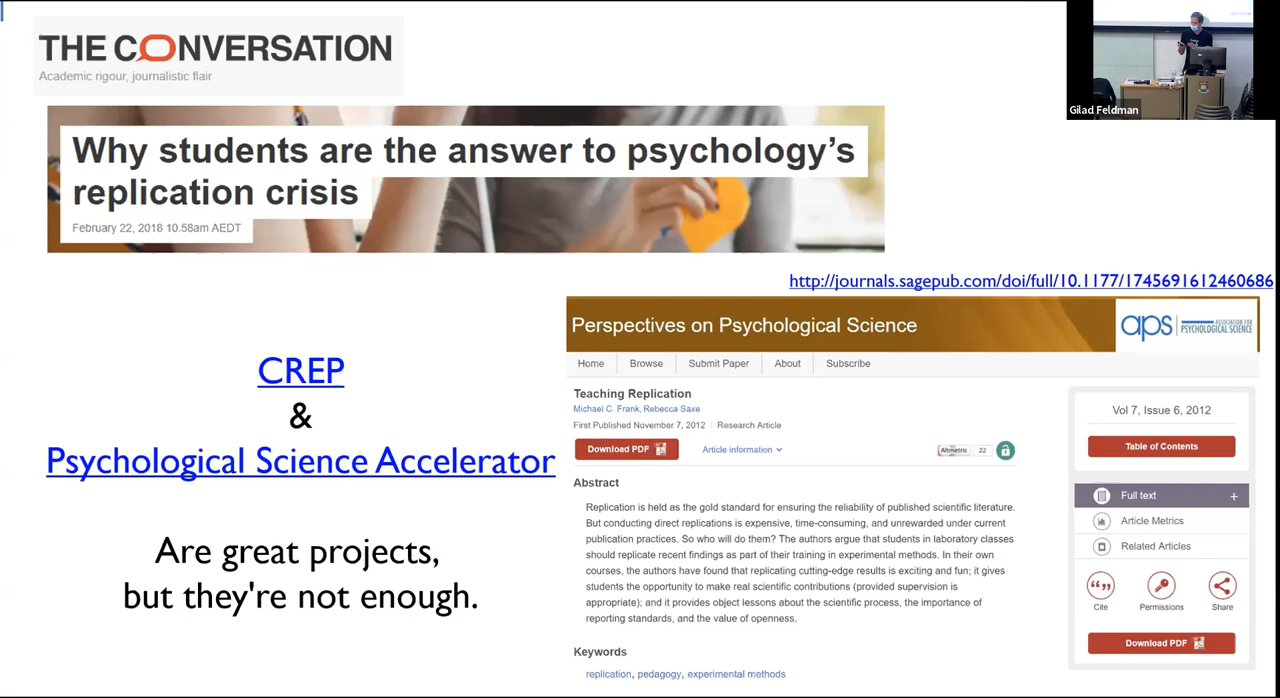 THE CONVERSATION
Academic rigour, journalistic flair
Gilad Feldman
Why students are the answer to psychology's
replication crisis
February 22, 2018 10.58am AEDT
http://journals.sagepub.com/doi/full/10.1177/1745691612460686
CREP
&
Psychological Science Accelerator
Are great projects,
but they're not enough.
Perspectives on Psychological Science
aps
ASSOCIATION FOR
PSYCHOLOGICAL SCIENCE
Home Browse Submit Paper About Subscribe
Teaching Replication
Michael C. Frank, Rebecca Saxe
First Published November 7, 2012 Research Article
Download PDF Article information
Altmetric 22
Abstract
Replication is held as the gold standard for ensuring the reliability of published scientific literature.
But conducting direct replications is expensive, time-consuming, and unrewarded under current
publication practices. So who will do them? The authors argue that students in laboratory classes
should replicate recent findings as part of their training in experimental methods. In their own
courses, the authors have found that replicating cutting-edge results is exciting and fun; it gives
students the opportunity to make real scientific contributions (provided supervision is
appropriate); and it provides object lessons about the scientific process, the importance of
reporting standards, and the value of openness.
Keywords
replication, pedagogy, experimental methods
Vol 7, Issue 6, 2012
Table of Contents
Full text +
Article Metrics
Related Articles
Cite Permissions Share
Download PDF